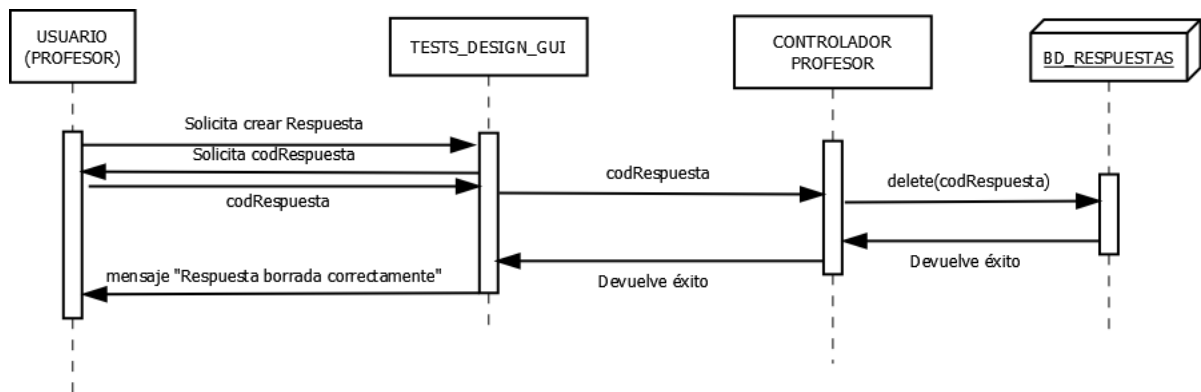 USUARIO
(PROFESOR)
TESTS_DESIGN_GUI
CONTROLADOR
PROFESOR
BD_RESPUESTAS
Solicita crear Respuesta
Solicita codRespuesta
codRespuesta
codRespuesta
delete(codRespuesta)
Devuelve éxito
Devuelve éxito
mensaje "Respuesta borrada correctamente"